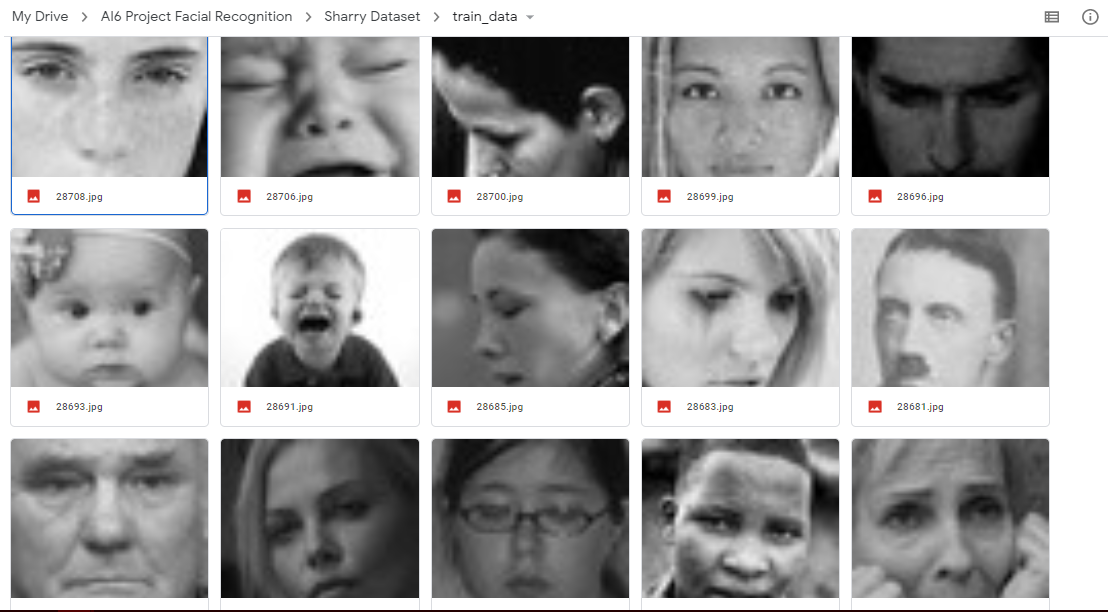 My Drive > AI6 Project Facial Recognition > Sharry Dataset > train_data
28708.jpg
28706.jpg
28700.jpg
28699.jpg
28696.jpg
28693.jpg
28691.jpg
28685.jpg
28683.jpg
28681.jpg